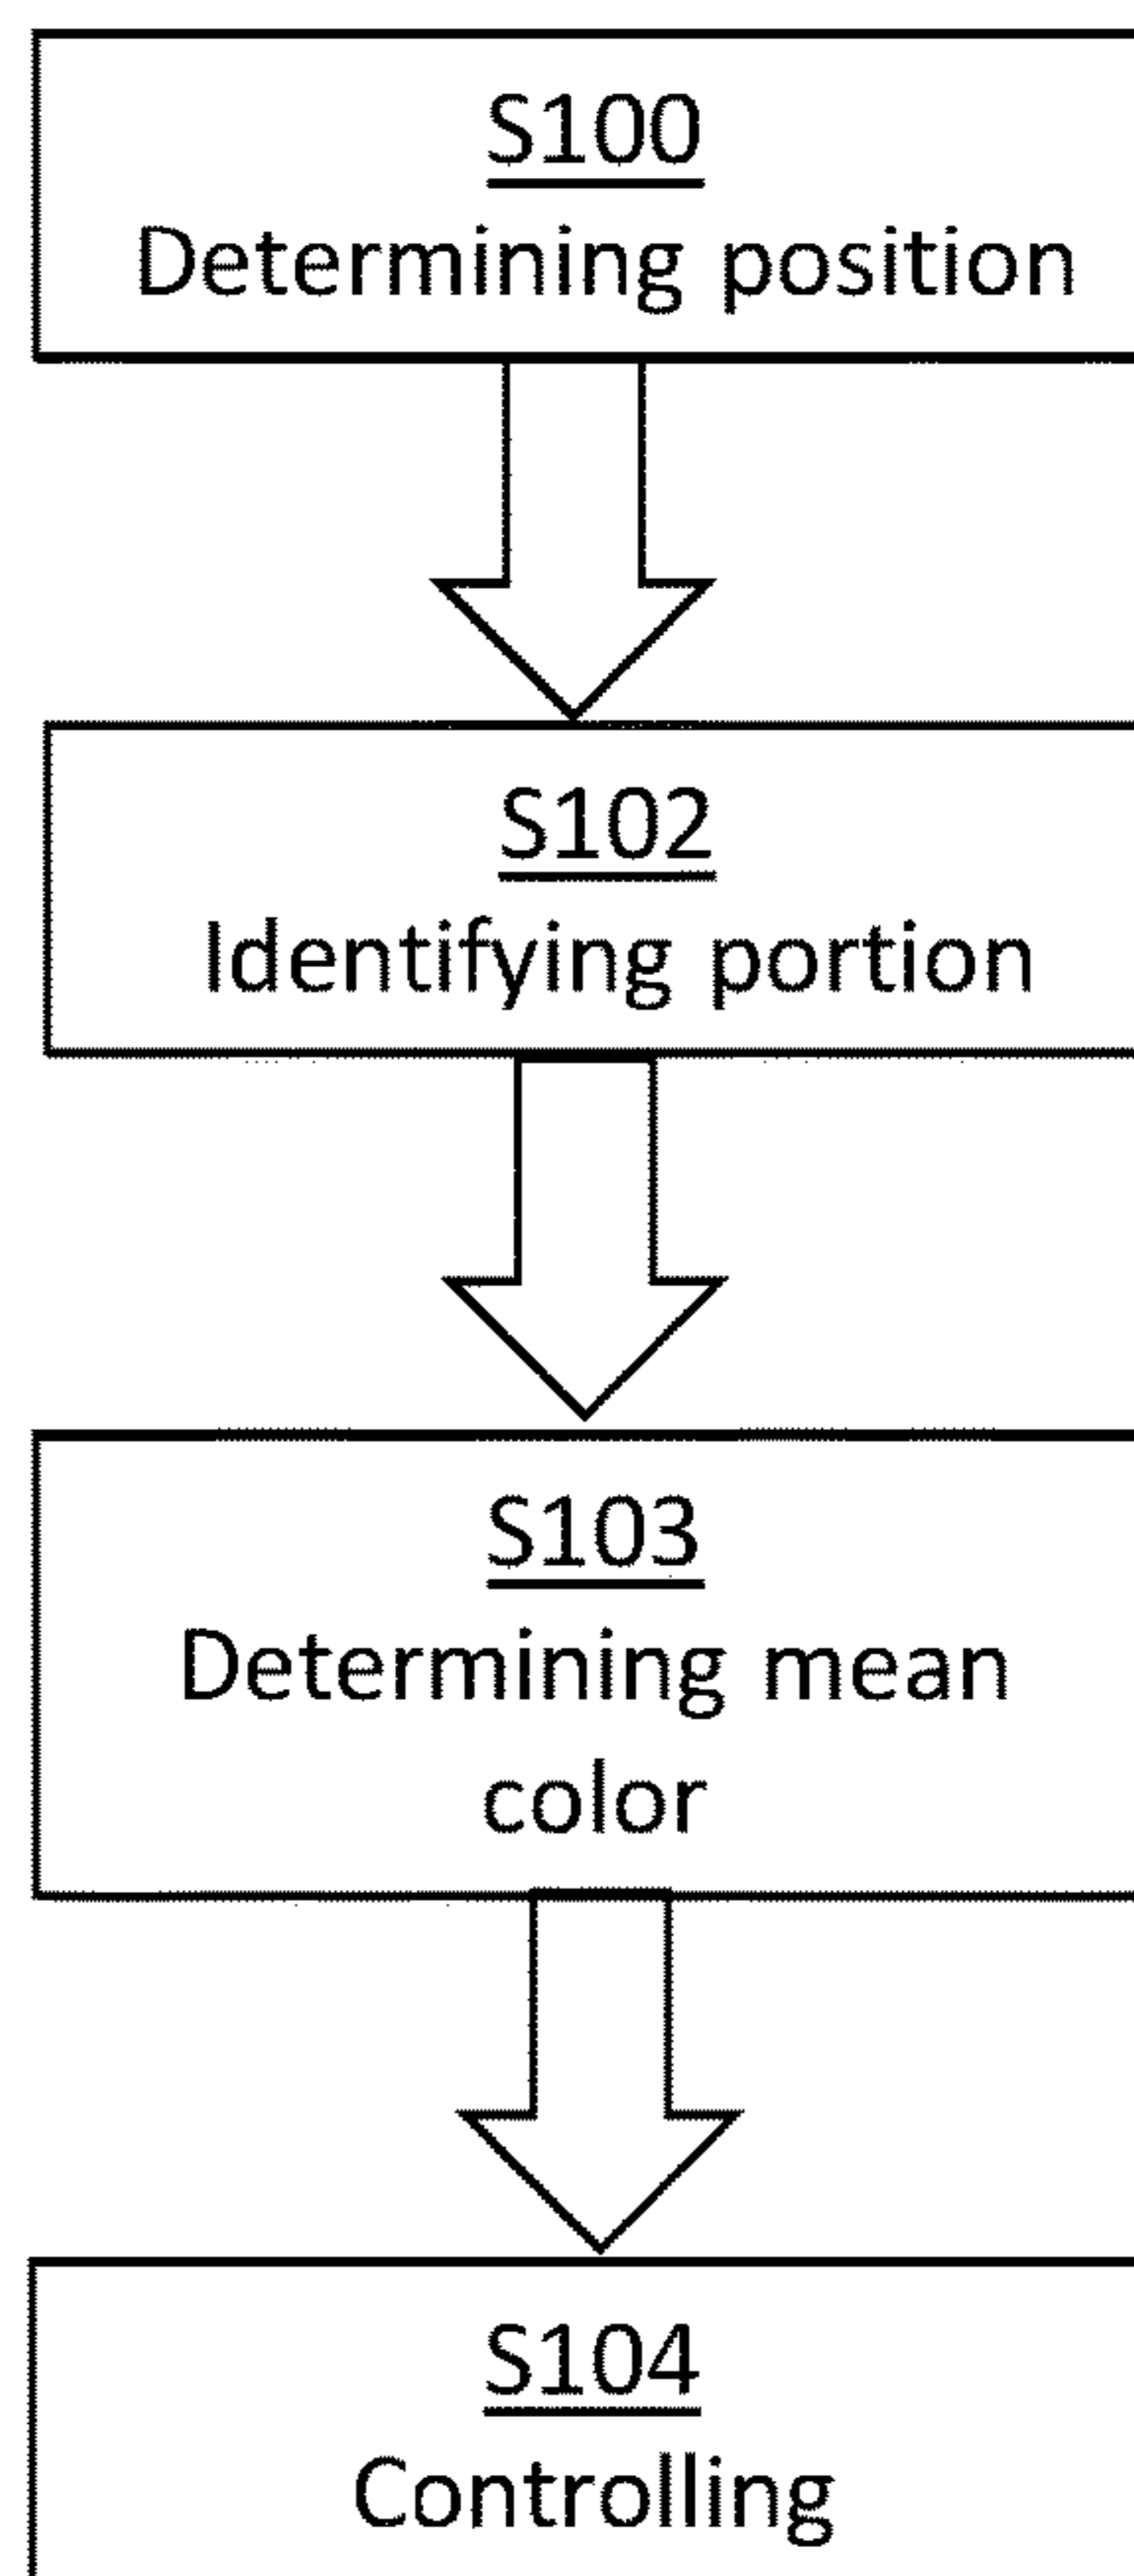 S100
Determining position
S102
Identifying portion
S103
Determining mean
color
S104
Controlling